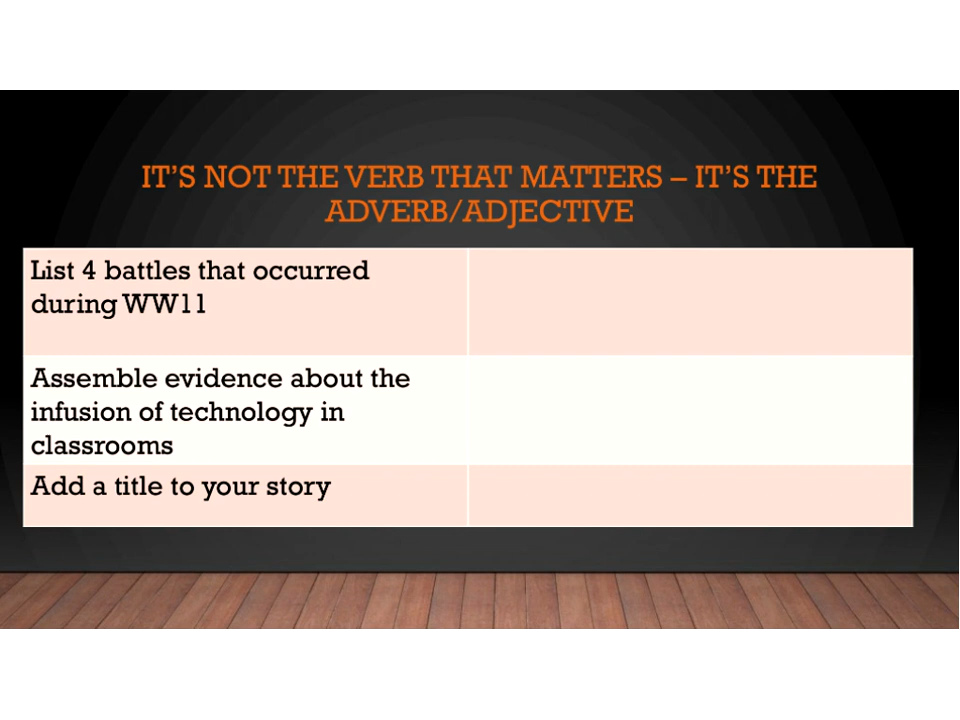 IT'S NOT THE VERB THAT MATTERS – IT'S THE
ADVERB/ADJECTIVE
List 4 battles that occurred
during WW11
Assemble evidence about the
infusion of technology in
classrooms
Add a title to your story